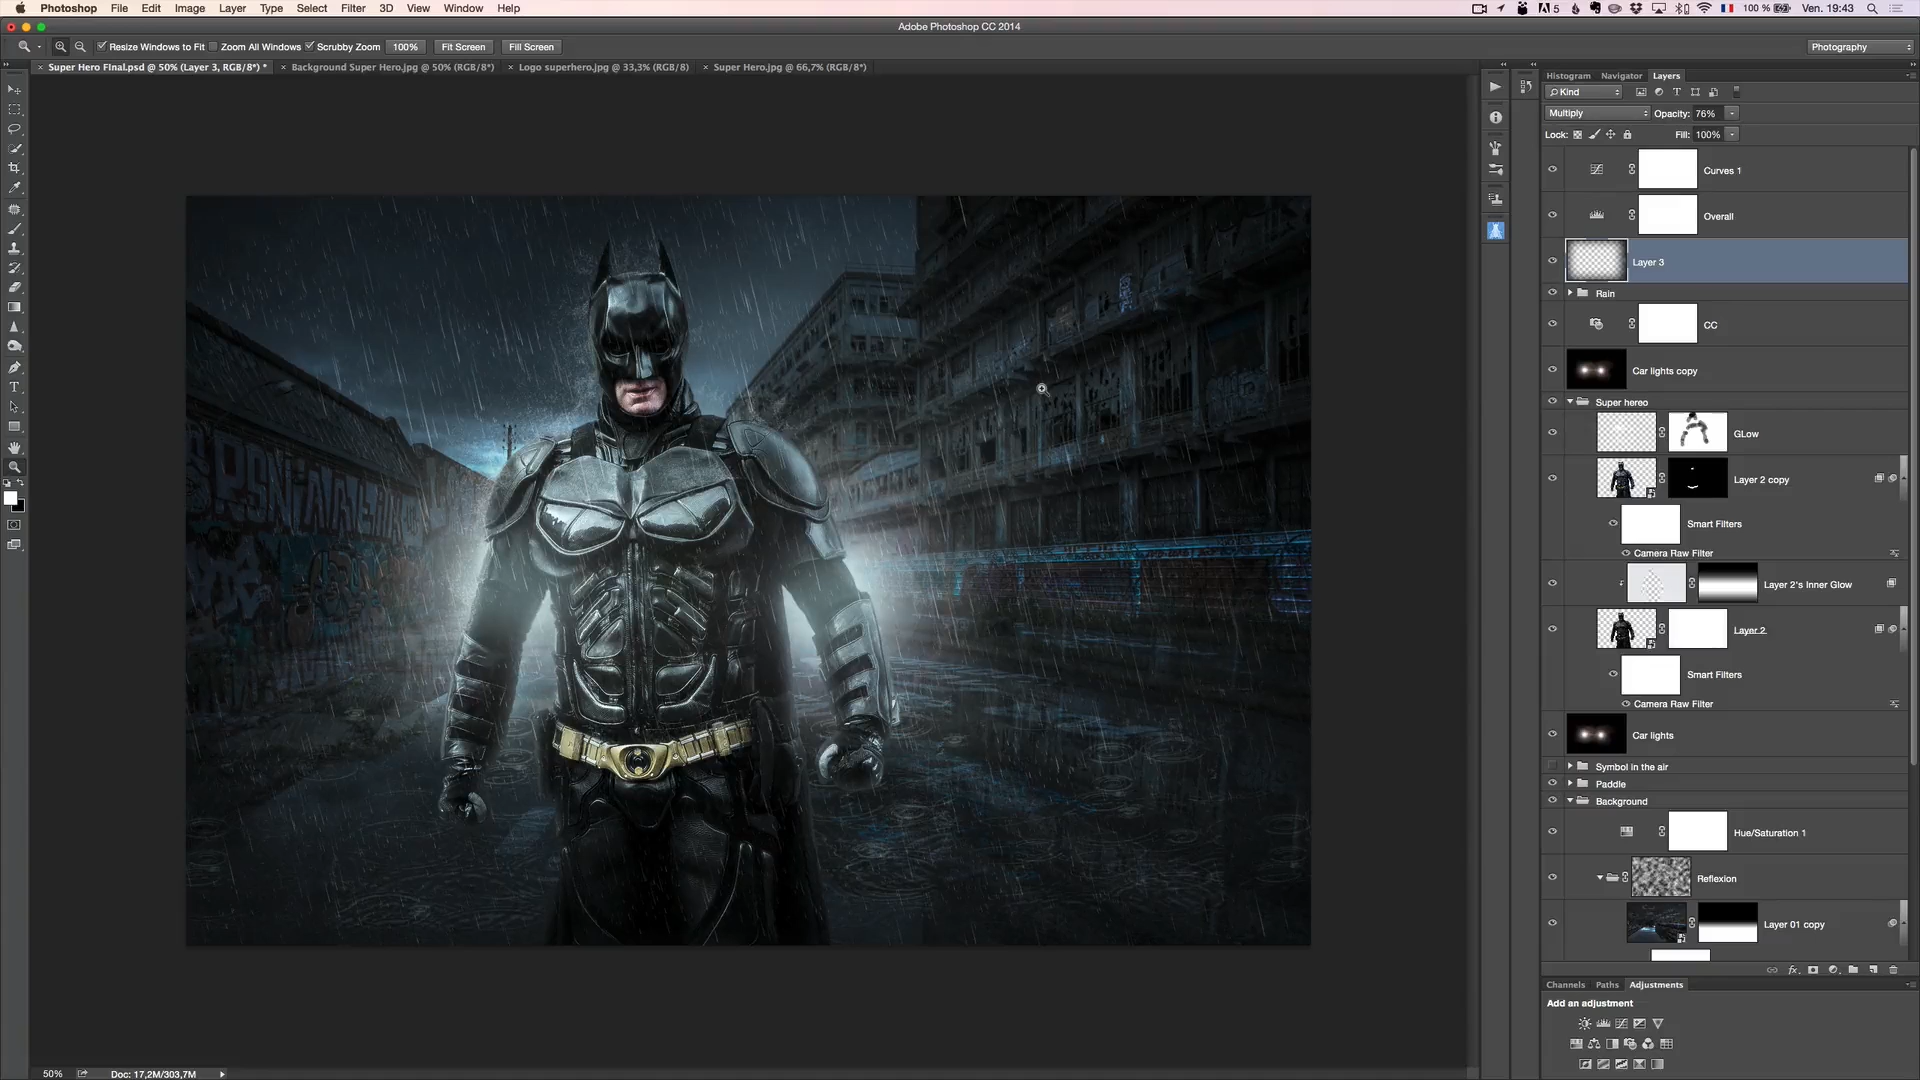 Photoshop File Edit Image Layer Type Select Filter 3D View Window Help
5 100 % Ven. 19:43
Adobe Photoshop CC 2014
Resize Windows to Fit Zoom All Windows Scrubby Zoom 100% Fit Screen Fill Screen Photography
Super Hero FInal.psd @ 50% (Layer 3, RGB/8*) * Background Super Hero.jpg @ 50% (RGB/8*) Logo superhero.jpg @ 33,3% (RGB/8) Super Hero.jpg @ 66,7% (RGB/8*)
Histogram Navigator Layers
Kind
Multiply Opacity: 76%
Lock: Fill: 100%
Curves 1
Overall
Layer 3
Rain
CC
Car lights copy
Super hereo
GLow
Layer 2 copy
Smart Filters
Camera Raw Filter
Layer 2's Inner Glow
Layer 2
Smart Filters
Camera Raw Filter
Car lights
Symbol in the air
Paddle
Background
Hue/Saturation 1
Reflexion
Layer 01 copy
fx
Channels Paths Adjustments
Add an adjustment
50% Doc: 17,2M/303,7M